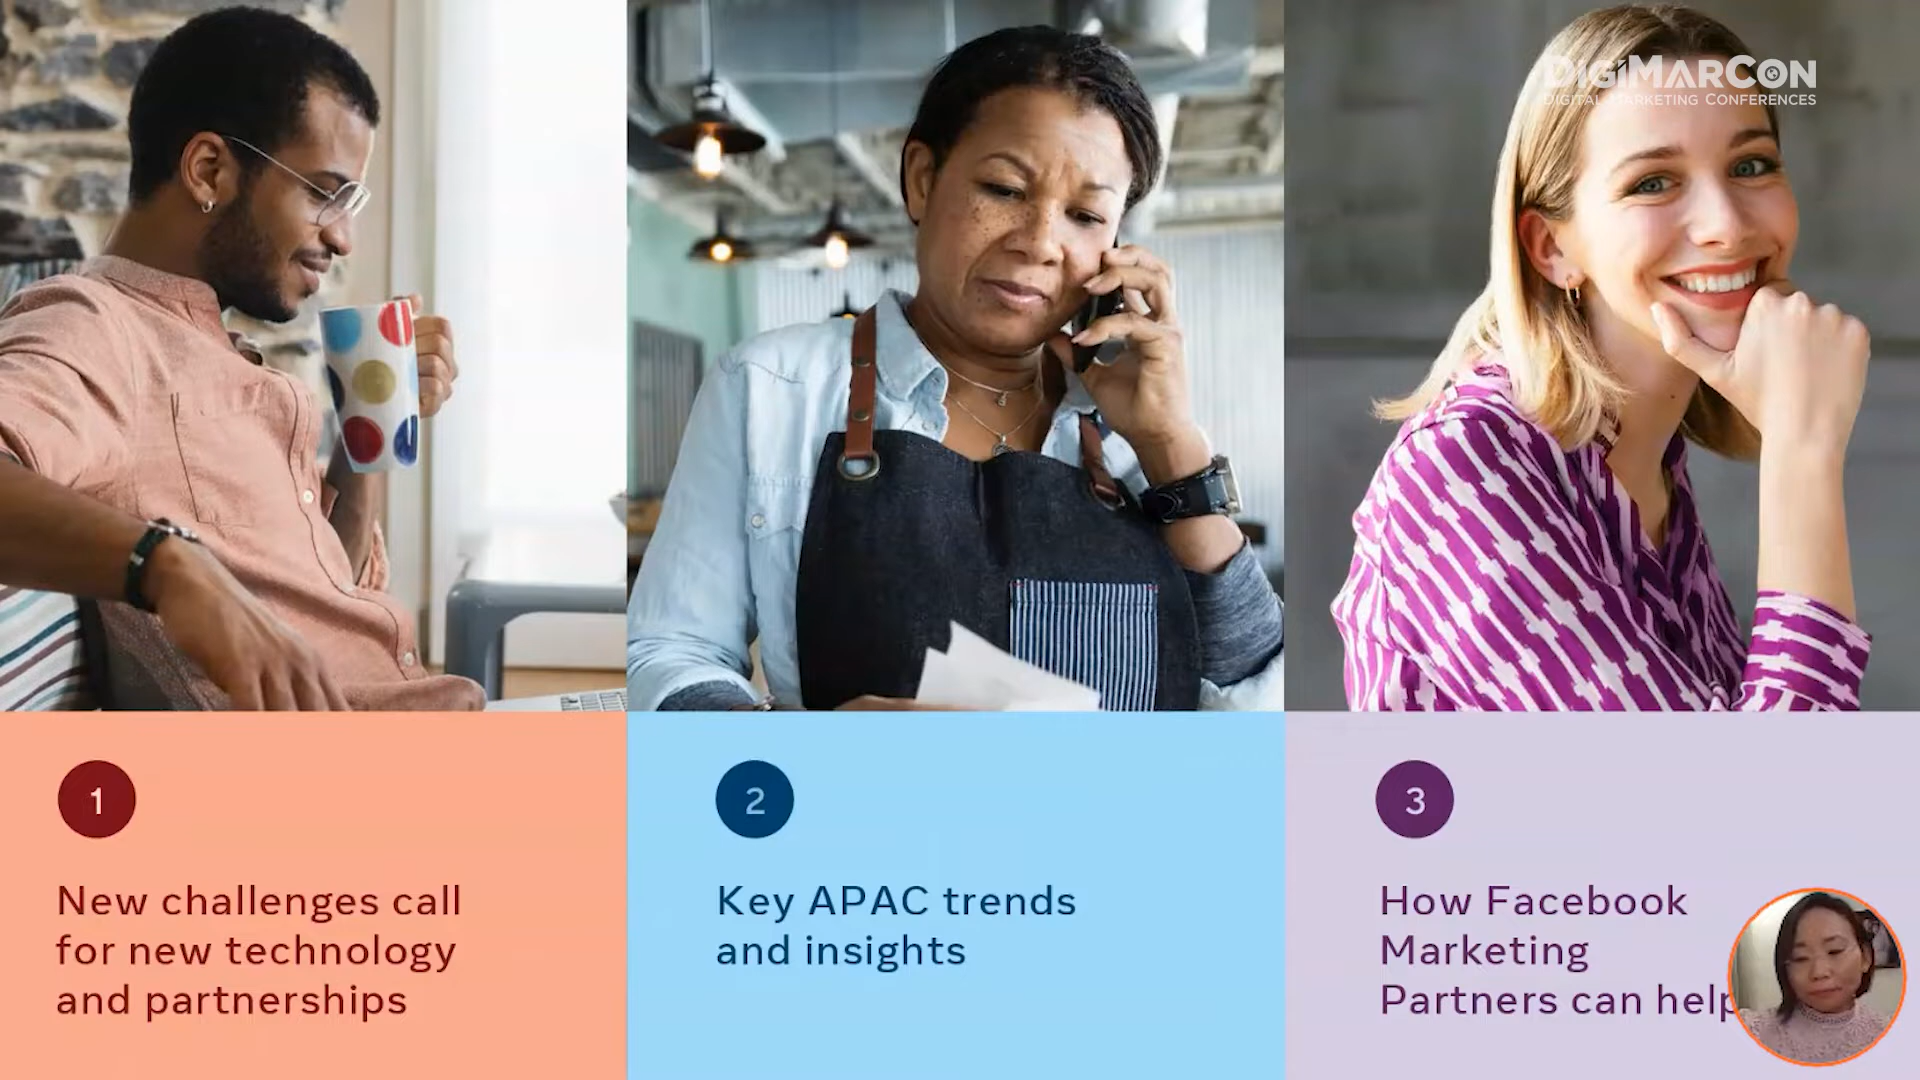 DIGIMARCON
DIGITAL MARKETING CONFERENCES
1
New challenges call
for new technology
and partnerships
2
Key APAC trends
and insights
3
How Facebook
Marketing
Partners can help